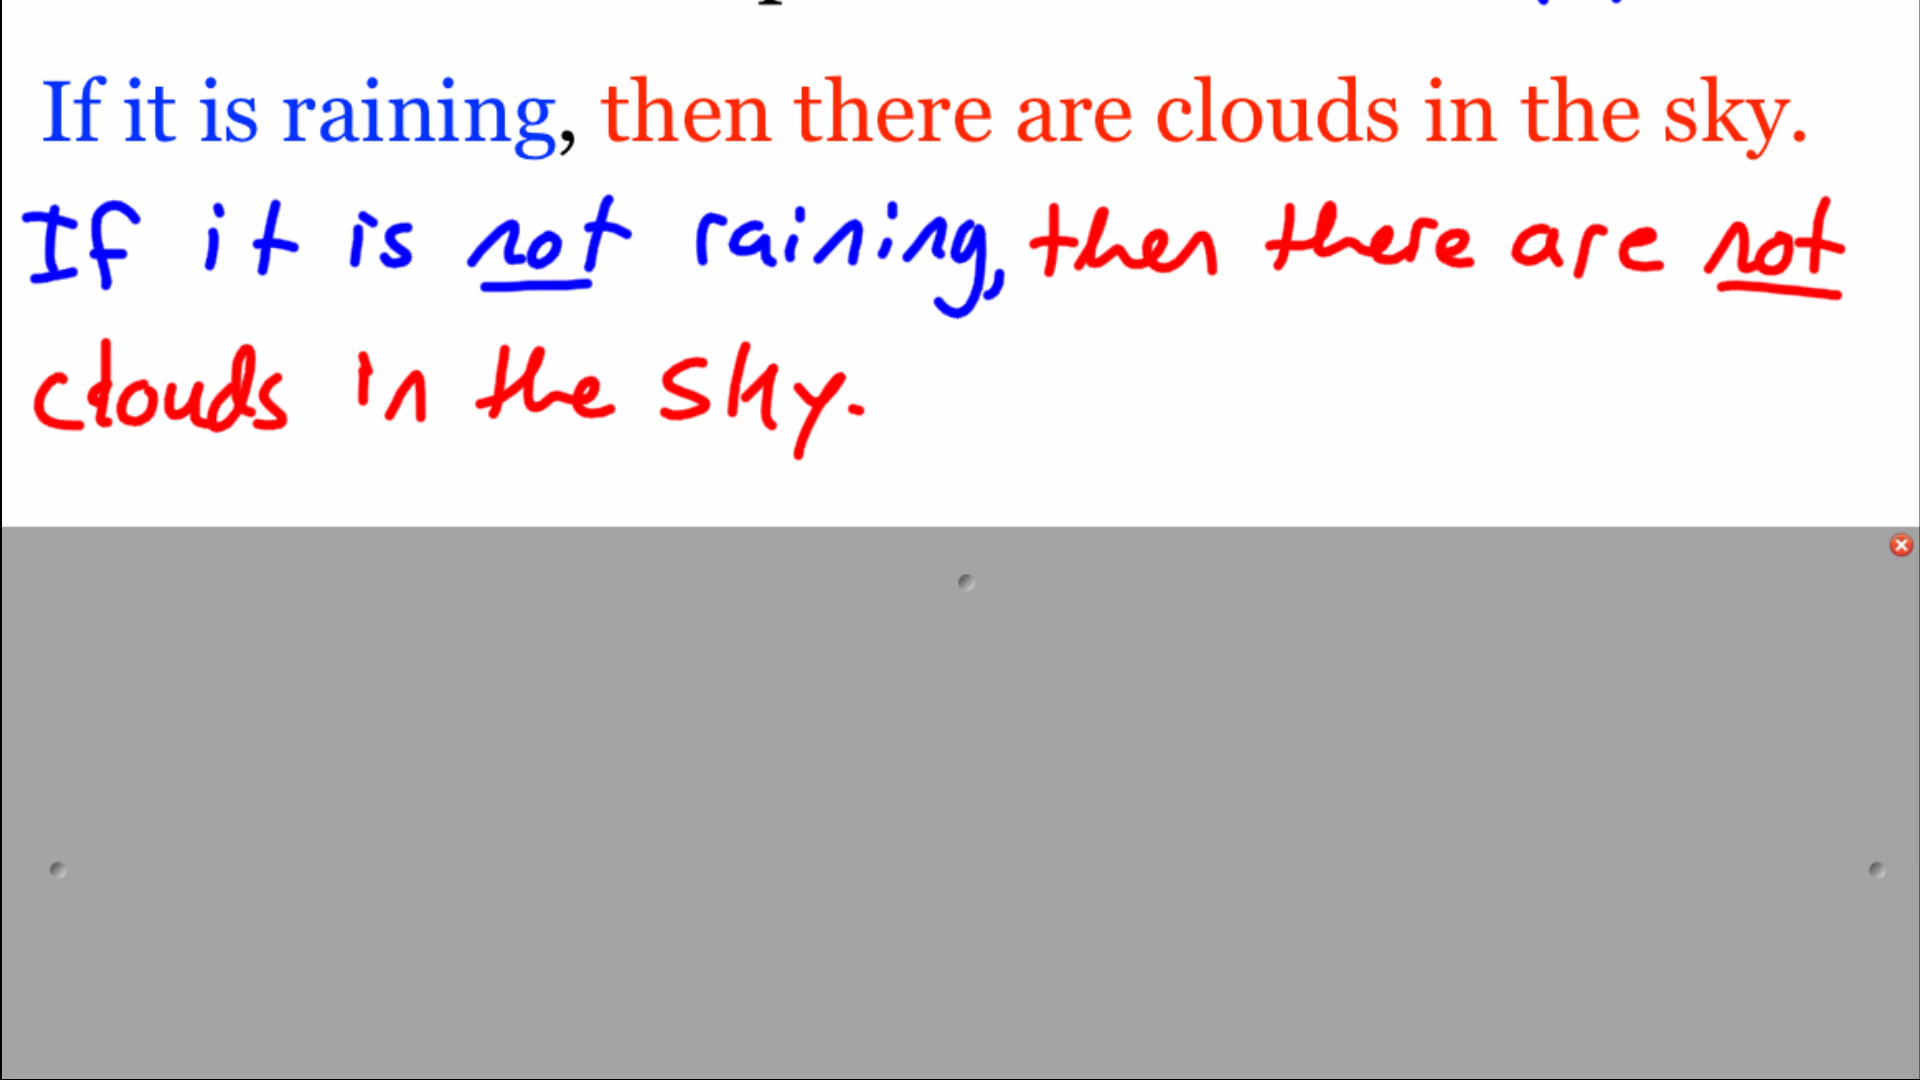 If it is raining, then there are clouds in the sky.
If it is not raining, then there are not
clouds in the sky.